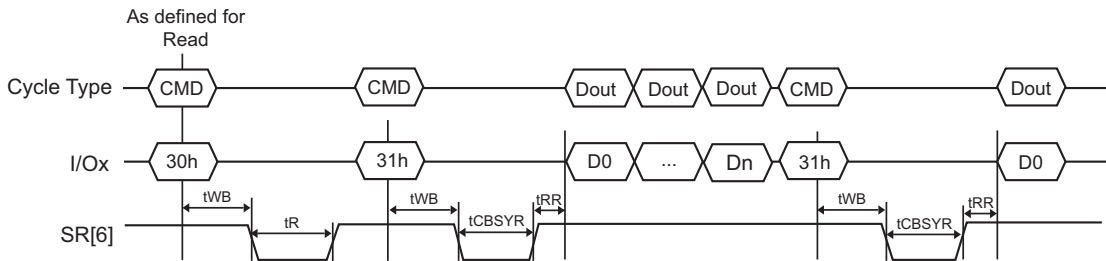 As defined for
Read
Cycle Type CMD CMD Dout Dout Dout CMD Dout
I/Ox 30h 31h D0 ... Dn 31h D0
tWB tR tWB tCBSYR tRR tWB tCBSYR tRR
SR[6]